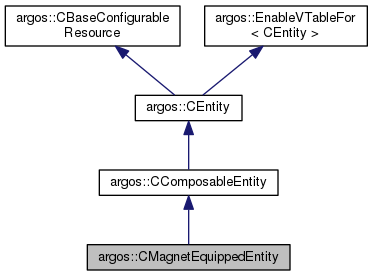 argos::CBaseConfigurable
Resource
argos::EnableVTableFor
< CEntity >
argos::CEntity
argos::CComposableEntity
argos::CMagnetEquippedEntity